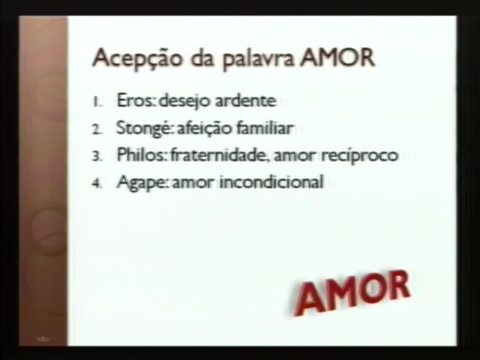 Acepção da palavra AMOR
1. Eros: desejo ardente
2. Stongé: afeição familiar
3. Philos: fraternidade, amor recíproco
4. Agape: amor incondicional
AMOR